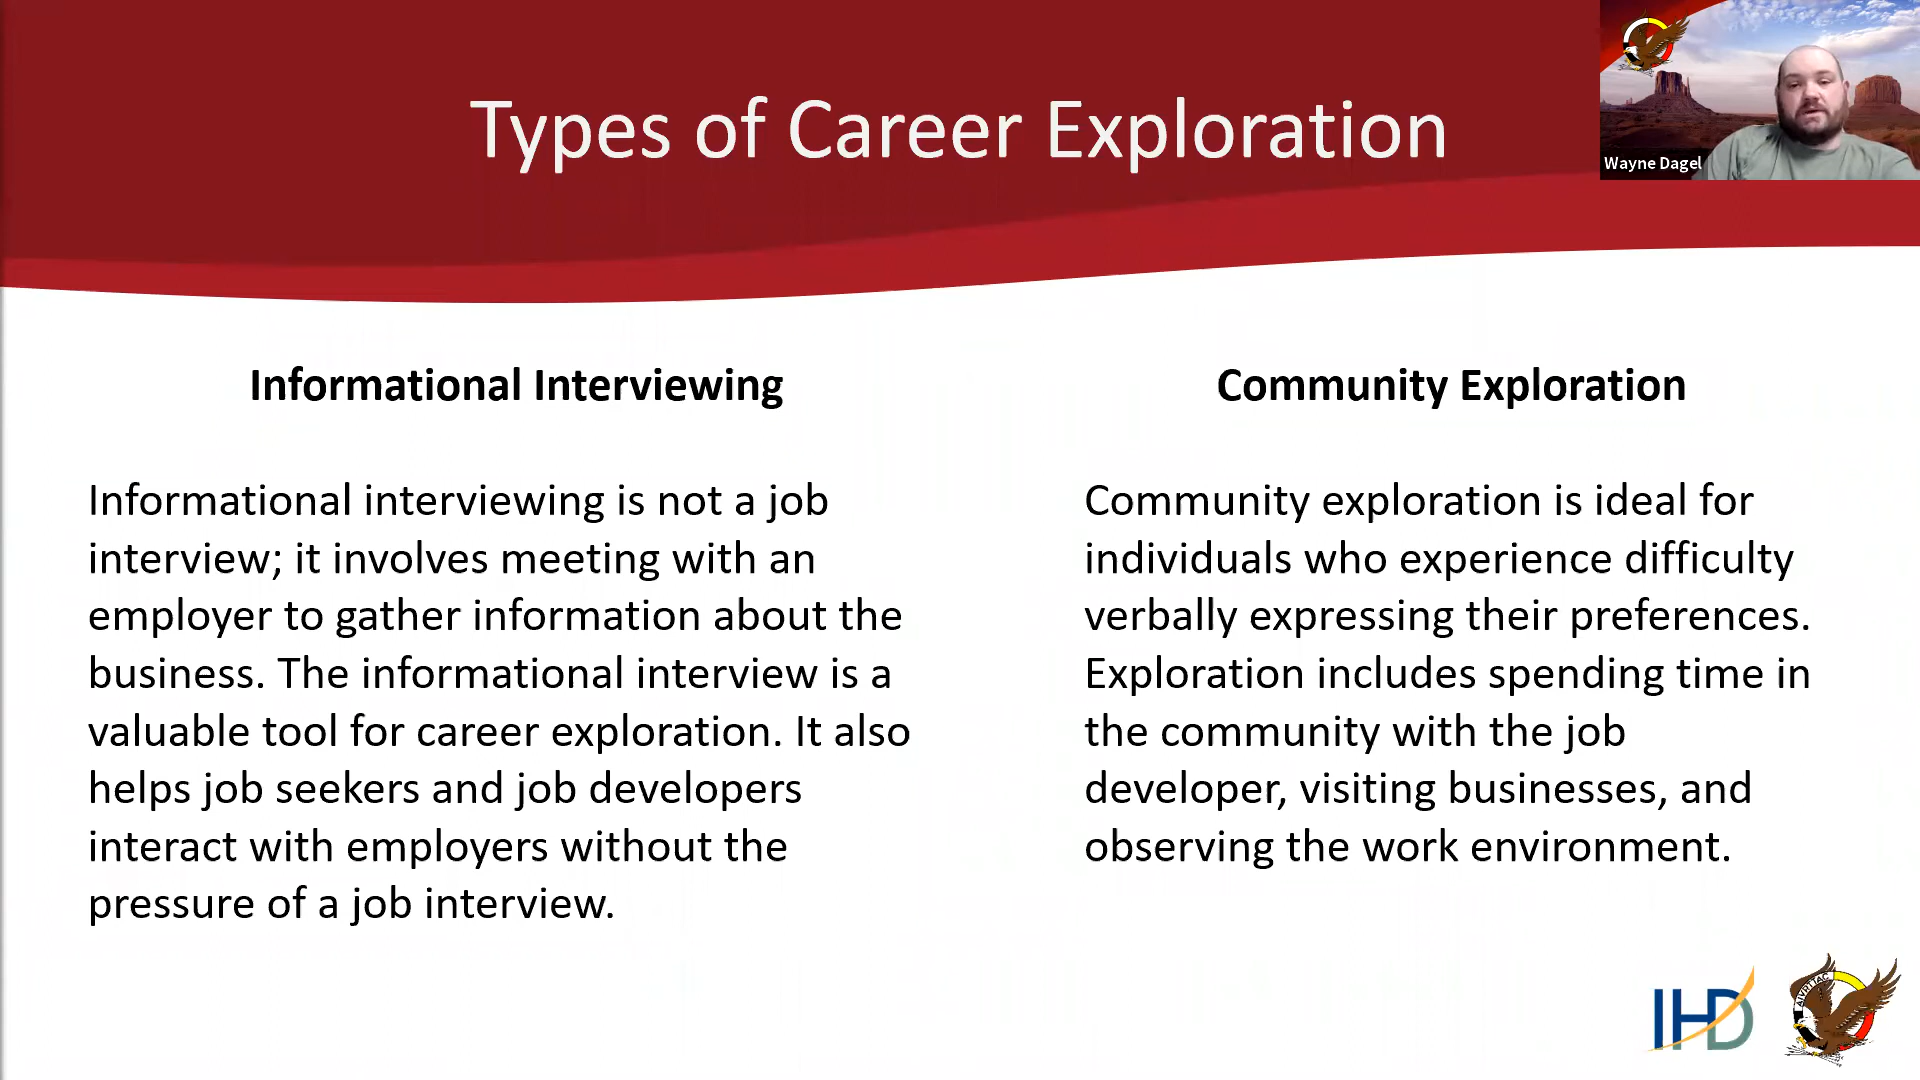 Types of Career Exploration
Wayne Dagel
Informational Interviewing
Informational interviewing is not a job
interview; it involves meeting with an
employer to gather information about the
business. The informational interview is a
valuable tool for career exploration. It also
helps job seekers and job developers
interact with employers without the
pressure of a job interview.
Community Exploration
Community exploration is ideal for
individuals who experience difficulty
verbally expressing their preferences.
Exploration includes spending time in
the community with the job
developer, visiting businesses, and
observing the work environment.
IHD
AIVRTTAC